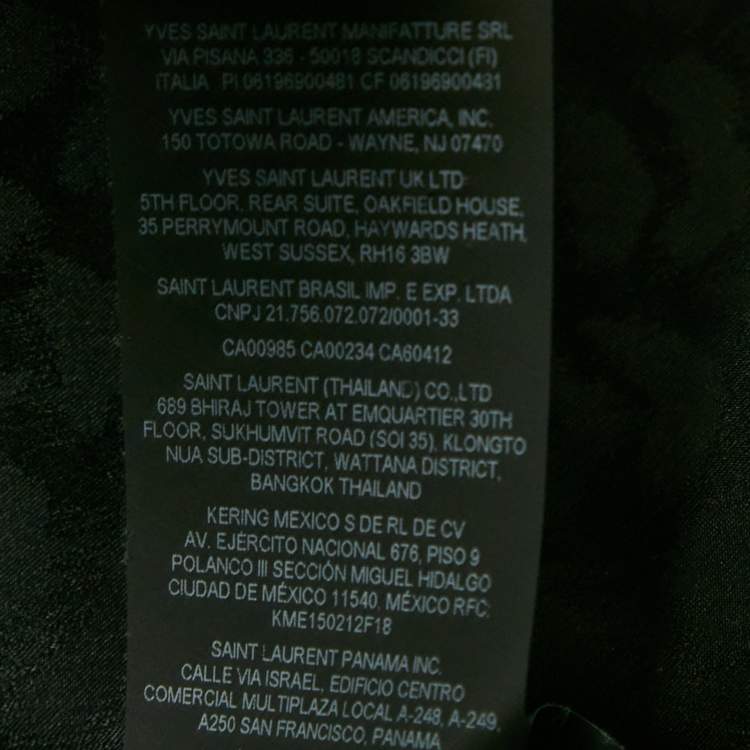 YVES SAINT LAURENT MANIFATTURE SRL
VIA PISANA 336 - 50018 SCANDICCI (FI)
ITALIA PI 06196900481 CF 06196900431
YVES SAINT LAURENT AMERICA, INC.
150 TOTOWA ROAD - WAYNE, NJ 07470
YVES SAINT LAURENT UK LTD
5TH FLOOR, REAR SUITE, OAKFIELD HOUSE,
35 PERRYMOUNT ROAD, HAYWARDS HEATH,
WEST SUSSEX, RH16 3BW
SAINT LAURENT BRASIL IMP. E EXP. LTDA
CNPJ 21.756.072.072/0001-33
CA00985 CA00234 CA60412
SAINT LAURENT (THAILAND) CO.,LTD
689 BHIRAJ TOWER AT EMQUARTIER 30TH
FLOOR, SUKHUMVIT ROAD (SOI 35), KLONGTO
NUA SUB-DISTRICT, WATTANA DISTRICT,
BANGKOK THAILAND
KERING MEXICO S DE RL DE CV
AV. EJÉRCITO NACIONAL 676, PISO 9
POLANCO III SECCIÓN MIGUEL HIDALGO
CIUDAD DE MÉXICO 11540, MÉXICO RFC:
KME150212F18
SAINT LAURENT PANAMA INC.
CALLE VIA ISRAEL, EDIFICIO CENTRO
COMERCIAL MULTIPLAZA LOCAL A-248, A-249,
A250 SAN FRANCISCO, PANAMA